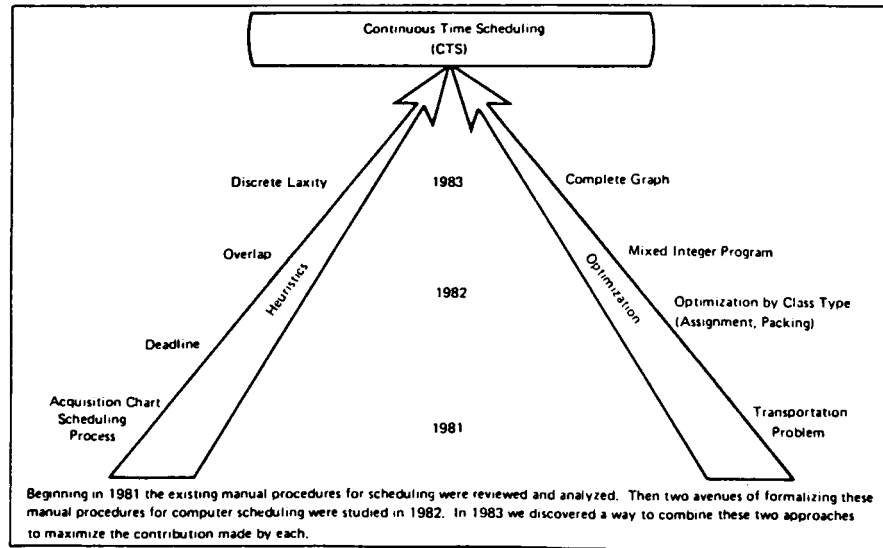 Continuous Time Scheduling
(CTS)
Discrete Laxity
1983
Complete Graph
Overlap
Heuristics
Mixed Integer Program
Optimization
1982
Optimization by Class Type
(Assignment, Packing)
Deadline
Acquisition Chart
Scheduling
Process
1981
Transportation
Problem
Beginning in 1981 the existing manual procedures for scheduling were reviewed and analyzed. Then two avenues of formalizing these
manual procedures for computer scheduling were studied in 1982. In 1983 we discovered a way to combine these two approaches
to maximize the contribution made by each.